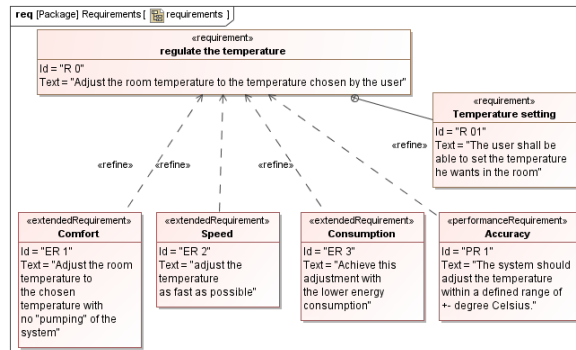 req [Package] Requirements [ requirements ]
«requirement»
regulate the temperature
Id = "R 0"
Text = "Adjust the room temperature to the temperature chosen by the user"
«requirement»
Temperature setting
Id = "R 01"
Text = "The user shall be
able to set the temperature
he wants in the room"
«refine»
«refine»
«refine»
«refine»
«extendedRequirement»
Comfort
Id = "ER 1"
Text = "Adjust the room
temperature to
the chosen
temperature with
no "pumping" of the
system"
«extendedRequirement»
Speed
Id = "ER 2"
Text = "adjust the
temperature
as fast as possible"
«extendedRequirement»
Consumption
Id = "ER 3"
Text = "Achieve this
adjustment with
the lower energy
consumption"
«performanceRequirement»
Accuracy
Id = "PR 1"
Text = "The system should
adjust the temperature
within a defined range of
+- degree Celsius."